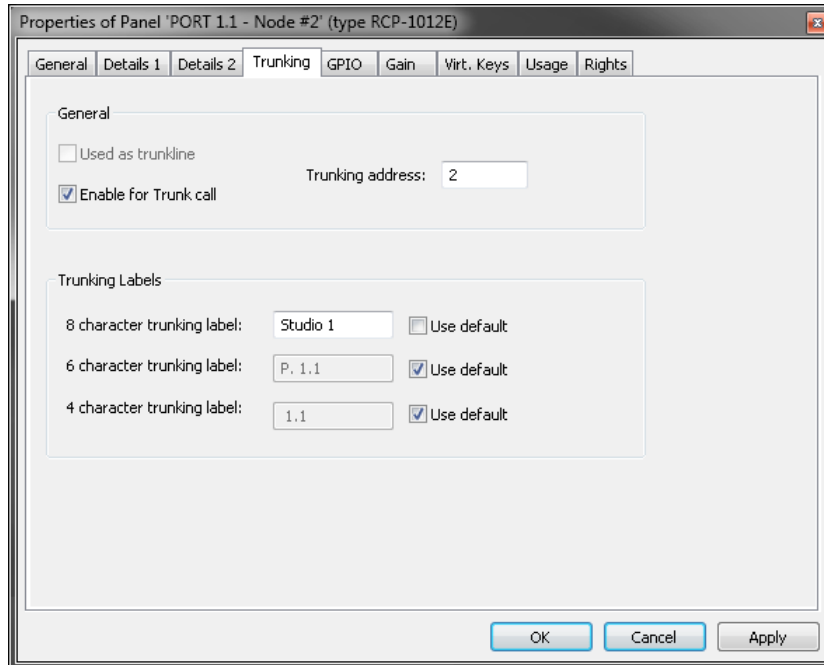 Properties of Panel 'PORT 1.1 - Node #2' (type RCP-1012E)
General Details 1 Details 2 Trunking GPIO Gain Virt. Keys Usage Rights
General
Used as trunkline
Trunking address: 2
Enable for Trunk call
Trunking Labels
8 character trunking label: Studio 1 Use default
6 character trunking label: P. 1.1 Use default
4 character trunking label: 1.1 Use default
OK Cancel Apply